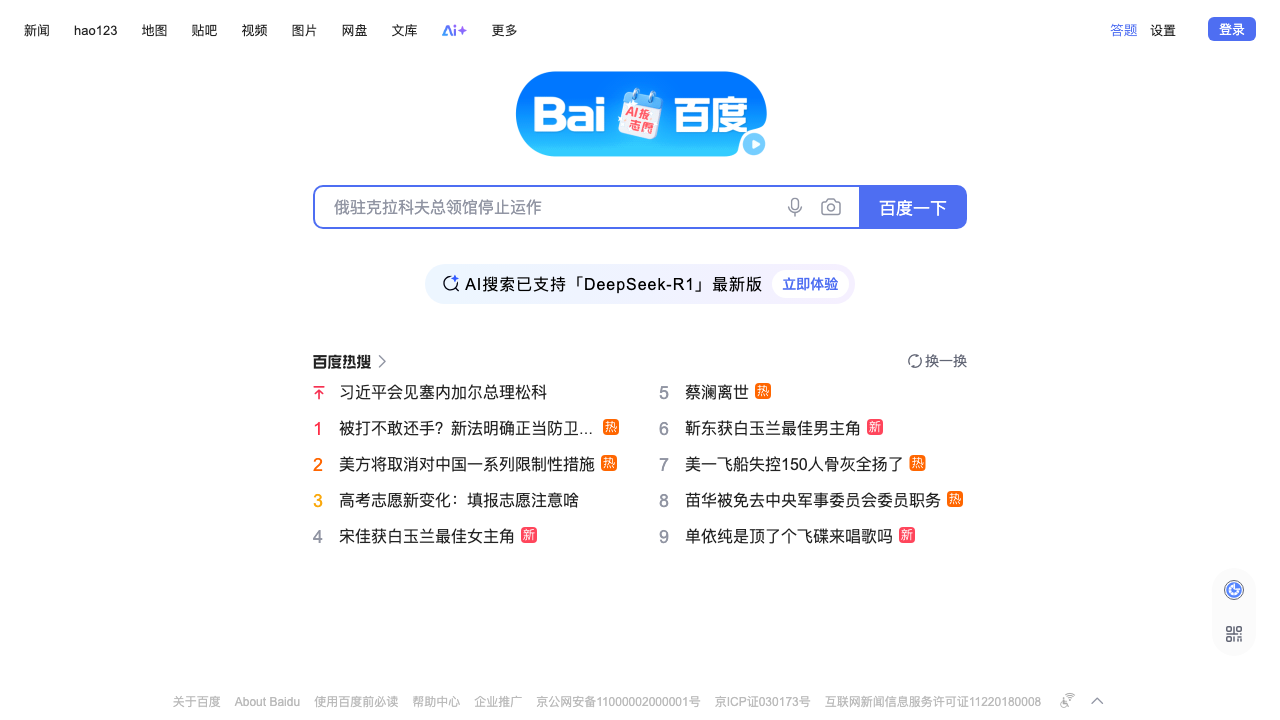 新闻 hao123 地图 贴吧 视频 图片 网盘 文库 Ai+ 更多 答题 设置 登录
Bai AI报志愿 百度
俄驻克拉科夫总领馆停止运作 百度一下
AI搜索已支持「DeepSeek-R1」最新版 立即体验
百度热搜 换一换
习近平会见塞内加尔总理松科
1 被打不敢还手？新法明确正当防卫... 热
2 美方将取消对中国一系列限制性措施 热
3 高考志愿新变化：填报志愿注意啥
4 宋佳获白玉兰最佳女主角 新
5 蔡澜离世 热
6 靳东获白玉兰最佳男主角 新
7 美一飞船失控150人骨灰全扬了 热
8 苗华被免去中央军事委员会委员职务 热
9 单依纯是顶了个飞碟来唱歌吗 新
关于百度 About Baidu 使用百度前必读 帮助中心 企业推广 京公网安备11000002000001号 京ICP证030173号 互联网新闻信息服务许可证11220180008